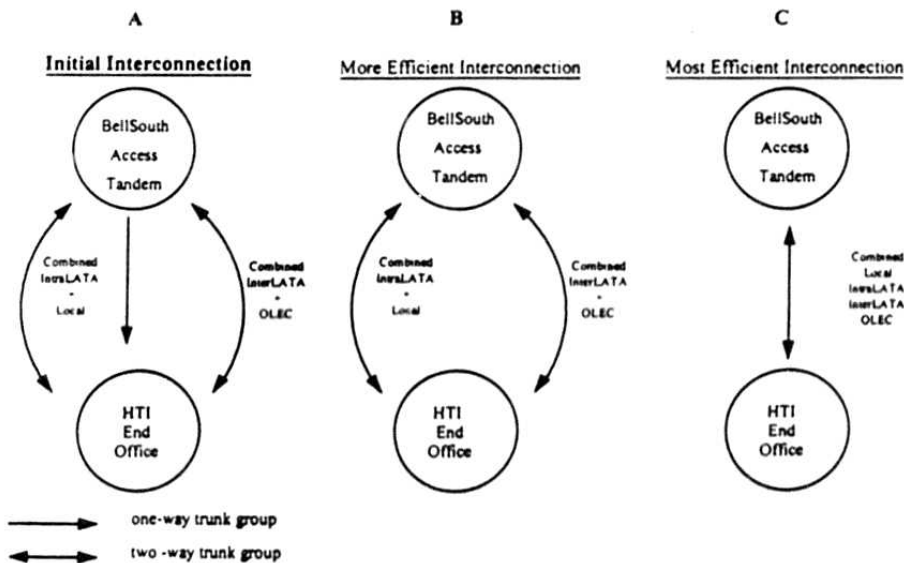 A
B
C
Initial Interconnection
More Efficient Interconnection
Most Efficient Interconnection
BellSouth
Access
Tandem
BellSouth
Access
Tandem
BellSouth
Access
Tandem
Combined
IntraLATA
-
Local
Combined
InterLATA
-
OLEC
Combined
IntraLATA
-
Local
Combined
InterLATA
-
OLEC
Combined
Local
IntraLATA
InterLATA
OLEC
HTI
End
Office
HTI
End
Office
HTI
End
Office
one-way trunk group
two -way trunk group